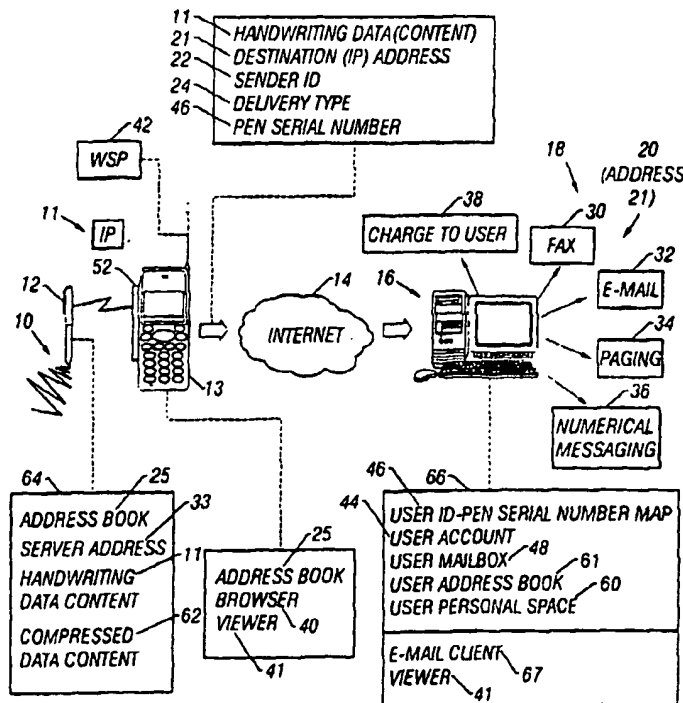 11 HANDWRITING DATA (CONTENT)
21 DESTINATION (IP) ADDRESS
22 SENDER ID
24 DELIVERY TYPE
46 PEN SERIAL NUMBER
42
WSP
11
IP
52
12
10
13
14
INTERNET
16
38
CHARGE TO USER
18
20
(ADDRESS
21)
30
FAX
32
E-MAIL
34
PAGING
36
NUMERICAL
MESSAGING
64
25
33
ADDRESS BOOK
SERVER ADDRESS
HANDWRITING 11
DATA CONTENT
COMPRESSED 62
DATA CONTENT
25
ADDRESS BOOK
BROWSER
VIEWER 40
41
46
66
44
USER ID-PEN SERIAL NUMBER MAP
USER ACCOUNT
USER MAILBOX 48
USER ADDRESS BOOK 61
USER PERSONAL SPACE 60
E-MAIL CLIENT 67
VIEWER 41